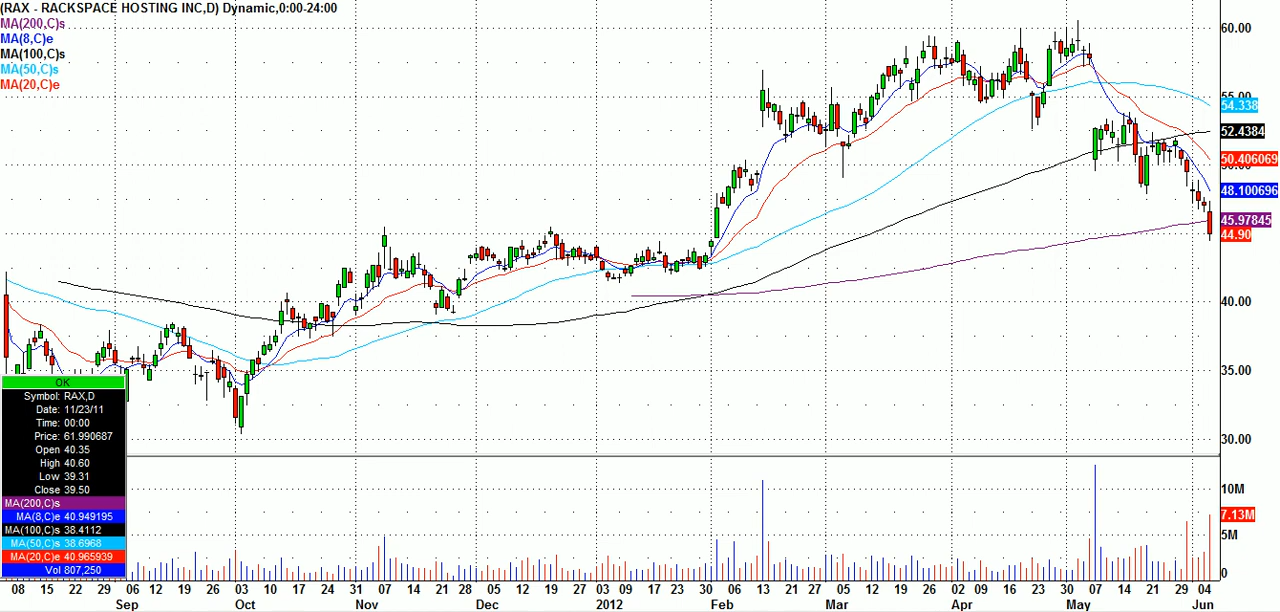 (RAX - RACKSPACE HOSTING INC,D) Dynamic,0:00-24:00
MA(200,C)s
MA(8,C)e
MA(100,C)s
MA(50,C)s
MA(20,C)e
60.00
55.00
54.338
52.4384
50.406069
50.00
48.100696
45.97845
44.90
40.00
35.00
30.00
OK
Symbol: RAX,D
Date: 11/23/11
Time: 00:00
Price: 61.990687
Open 40.35
High 40.60
Low 39.31
Close 39.50
MA(200,C)s
MA(8,C)e 40.949195
MA(100,C)s 38.4112
MA(50,C)s 38.6968
MA(20,C)e 40.965939
Vol 807,250
10M
7.13M
5M
0
08 15 22 29 06 12 19 26 03 10 17 24 31 07 14 21 28 05 12 19 27 03 09 17 23 30 06 13 21 27 05 12 19 26 02 09 16 23 30 07 14 21 29 04
Sep Oct Nov Dec 2012 Feb Mar Apr May Jun